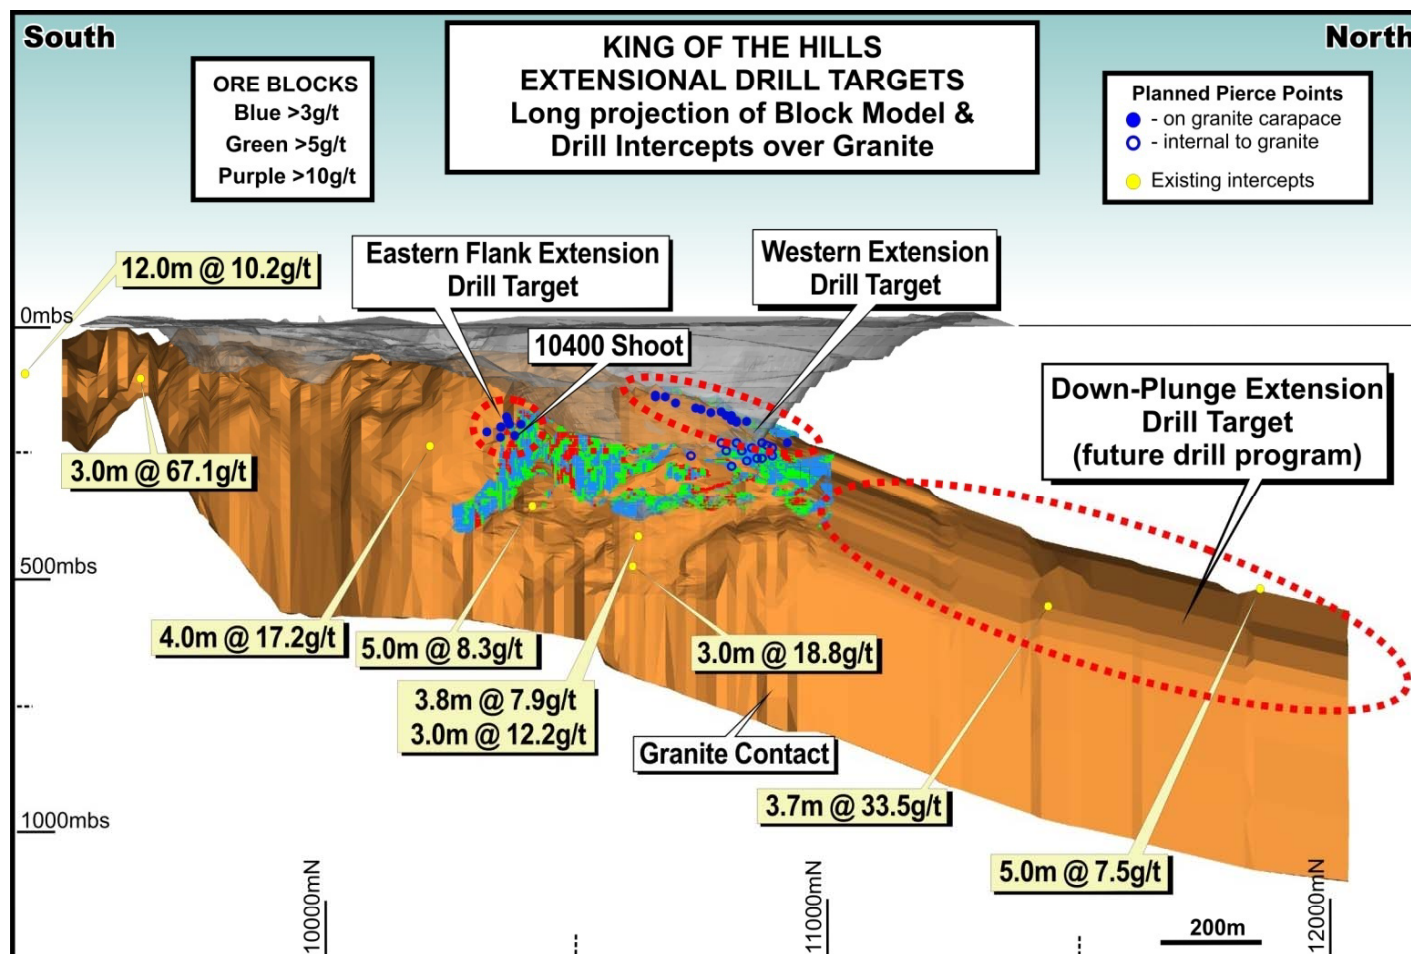 South
North
KING OF THE HILLS
EXTENSIONAL DRILL TARGETS
Long projection of Block Model &
Drill Intercepts over Granite
ORE BLOCKS
Blue >3g/t
Green >5g/t
Purple >10g/t
Planned Pierce Points
- on granite carapace
- internal to granite
Existing intercepts
Eastern Flank Extension
Drill Target
Western Extension
Drill Target
12.0m @ 10.2g/t
0mbs
10400 Shoot
Down-Plunge Extension
Drill Target
(future drill program)
3.0m @ 67.1g/t
500mbs
4.0m @ 17.2g/t
5.0m @ 8.3g/t
3.0m @ 18.8g/t
3.8m @ 7.9g/t
3.0m @ 12.2g/t
Granite Contact
3.7m @ 33.5g/t
1000mbs
5.0m @ 7.5g/t
10000mN
11000mN
12000mN
200m